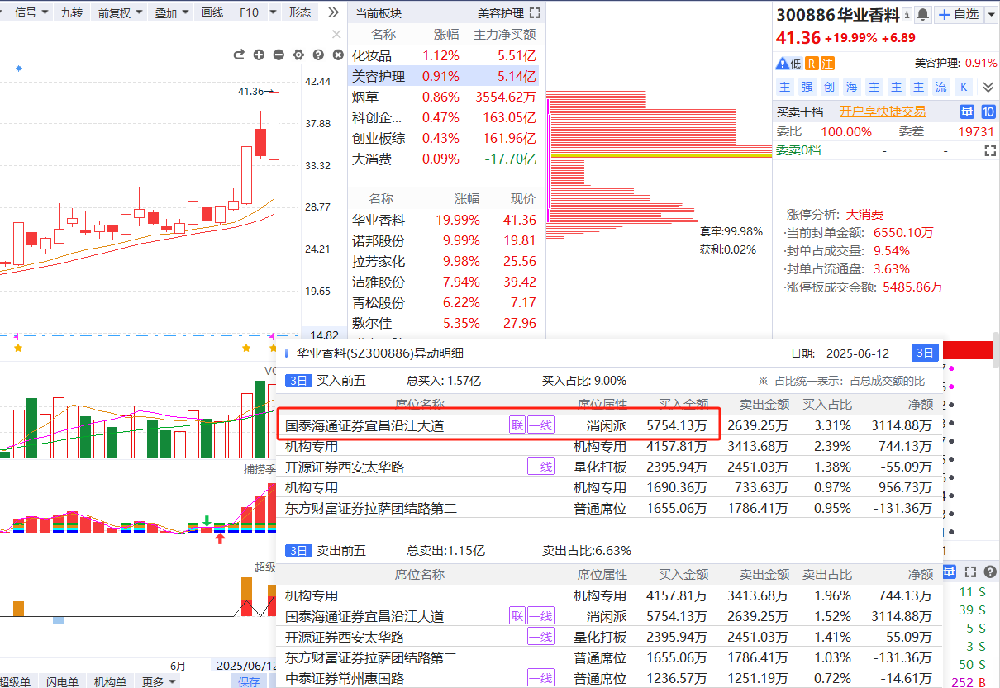 信号 九转 前复权 叠加 画线 F10 形态
41.36
42.44
37.88
33.32
28.77
24.21
19.65
14.82
当前板块 美容护理
名称 涨幅 主力净买额
化妆品 1.12% 5.51亿
美容护理 0.91% 5.14亿
烟草 0.86% 3554.62万
科创企... 0.47% 163.05亿
创业板综 0.43% 161.96亿
大消费 0.09% -17.70亿
名称 涨幅 现价
华业香料 19.99% 41.36
诺邦股份 9.99% 19.81
拉芳家化 9.98% 25.56
洁雅股份 7.94% 39.42
青松股份 6.22% 7.17
敷尔佳 5.35% 27.96
套牢:99.98%
获利:0.02%
300886 华业香料 自选
41.36 +19.99% +6.89
低 R 注 美容护理: 0.91%
主 强 创 海 主 主 主 流 K
买卖十档 开户享快捷交易 量 10
委比 100.00% 委差 19731
委卖0档 - -
涨停分析: 大消费
·当前封单金额: 6550.10万
·封单占成交量: 9.54%
·封单占流通盘: 3.63%
·涨停板成交金额: 5485.86万
华业香料(SZ300886)异动明细 日期: 2025-06-12 3日
3日 买入前五 总买入: 1.57亿 买入占比: 9.00% ※ 占比统一表示: 占总成交额的比
席位名称 席位属性 买入金额 卖出金额 买入占比 净额
国泰海通证券宜昌沿江大道 联 一线 消闲派 5754.13万 2639.25万 3.31% 3114.88万
机构专用 机构专用 4157.81万 3413.68万 2.39% 744.13万
开源证券西安太华路 一线 量化打板 2395.94万 2451.03万 1.38% -55.09万
机构专用 机构专用 1690.36万 733.63万 0.97% 956.73万
东方财富证券拉萨团结路第二 普通席位 1655.06万 1786.41万 0.95% -131.36万
3日 卖出前五 总卖出:1.15亿 卖出占比:6.63%
席位名称 席位属性 买入金额 卖出金额 卖出占比 净额
机构专用 机构专用 4157.81万 3413.68万 1.96% 744.13万
国泰海通证券宜昌沿江大道 联 一线 消闲派 5754.13万 2639.25万 1.52% 3114.88万
开源证券西安太华路 一线 量化打板 2395.94万 2451.03万 1.41% -55.09万
东方财富证券拉萨团结路第二 普通席位 1655.06万 1786.41万 1.03% -131.36万
中泰证券常州惠国路 一线 普通席位 1236.57万 1251.19万 0.72% -14.61万
捕捞季
超级
6月 2025/06/12
超级单 闪电单 机构单 更多 保存
量
11 S
39 S
5 S
3 S
50 S
252 B